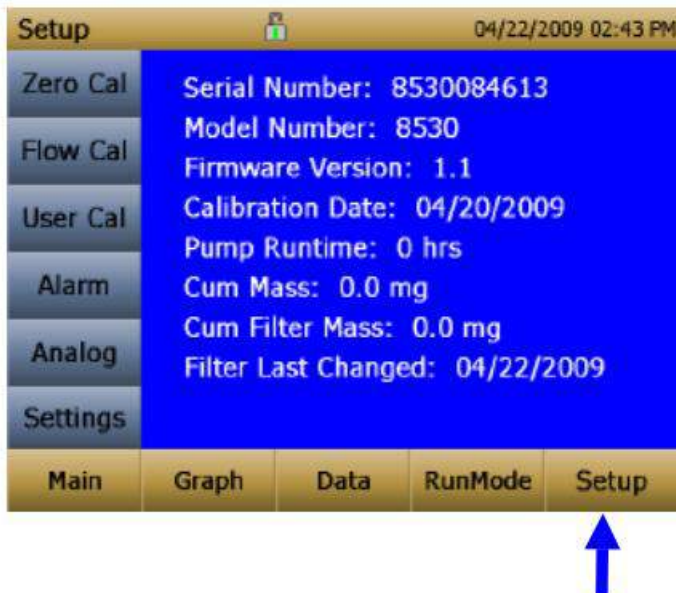 Setup 04/22/2009 02:43 PM
Zero Cal
Flow Cal
User Cal
Alarm
Analog
Settings
Serial Number: 8530084613
Model Number: 8530
Firmware Version: 1.1
Calibration Date: 04/20/2009
Pump Runtime: 0 hrs
Cum Mass: 0.0 mg
Cum Filter Mass: 0.0 mg
Filter Last Changed: 04/22/2009
Main Graph Data RunMode Setup